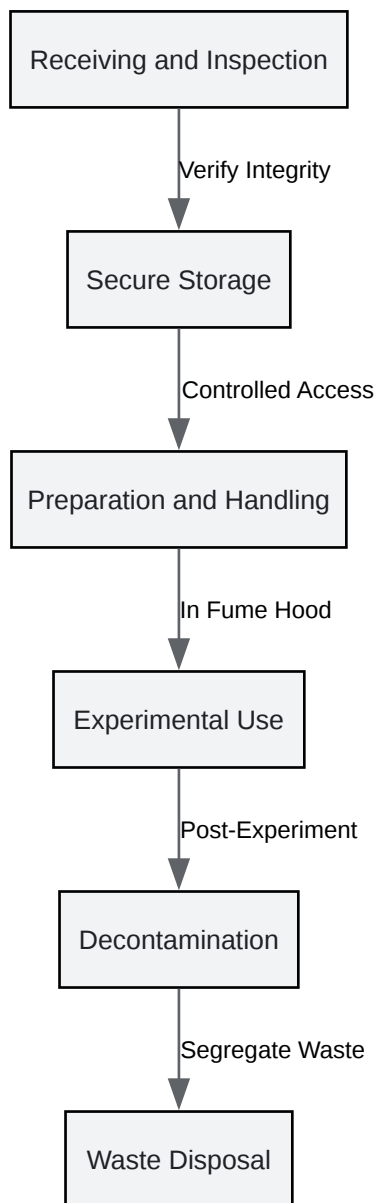 Receiving and Inspection
Verify Integrity
Secure Storage
Controlled Access
Preparation and Handling
In Fume Hood
Experimental Use
Post-Experiment
Decontamination
Segregate Waste
Waste Disposal